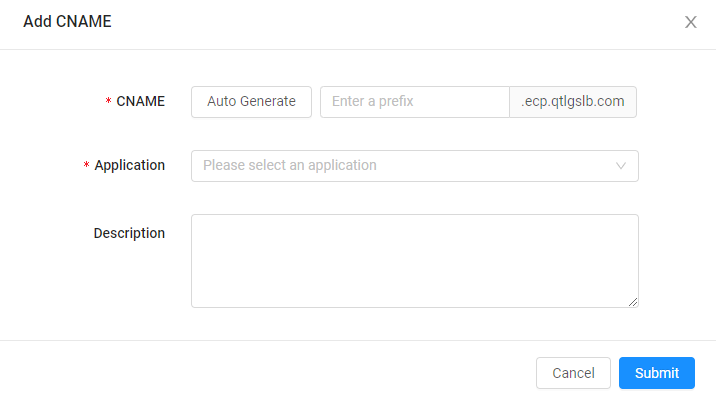 Add CNAME
* CNAME Auto Generate Enter a prefix .ecp.qtlgslb.com
* Application Please select an application
Description
Cancel Submit